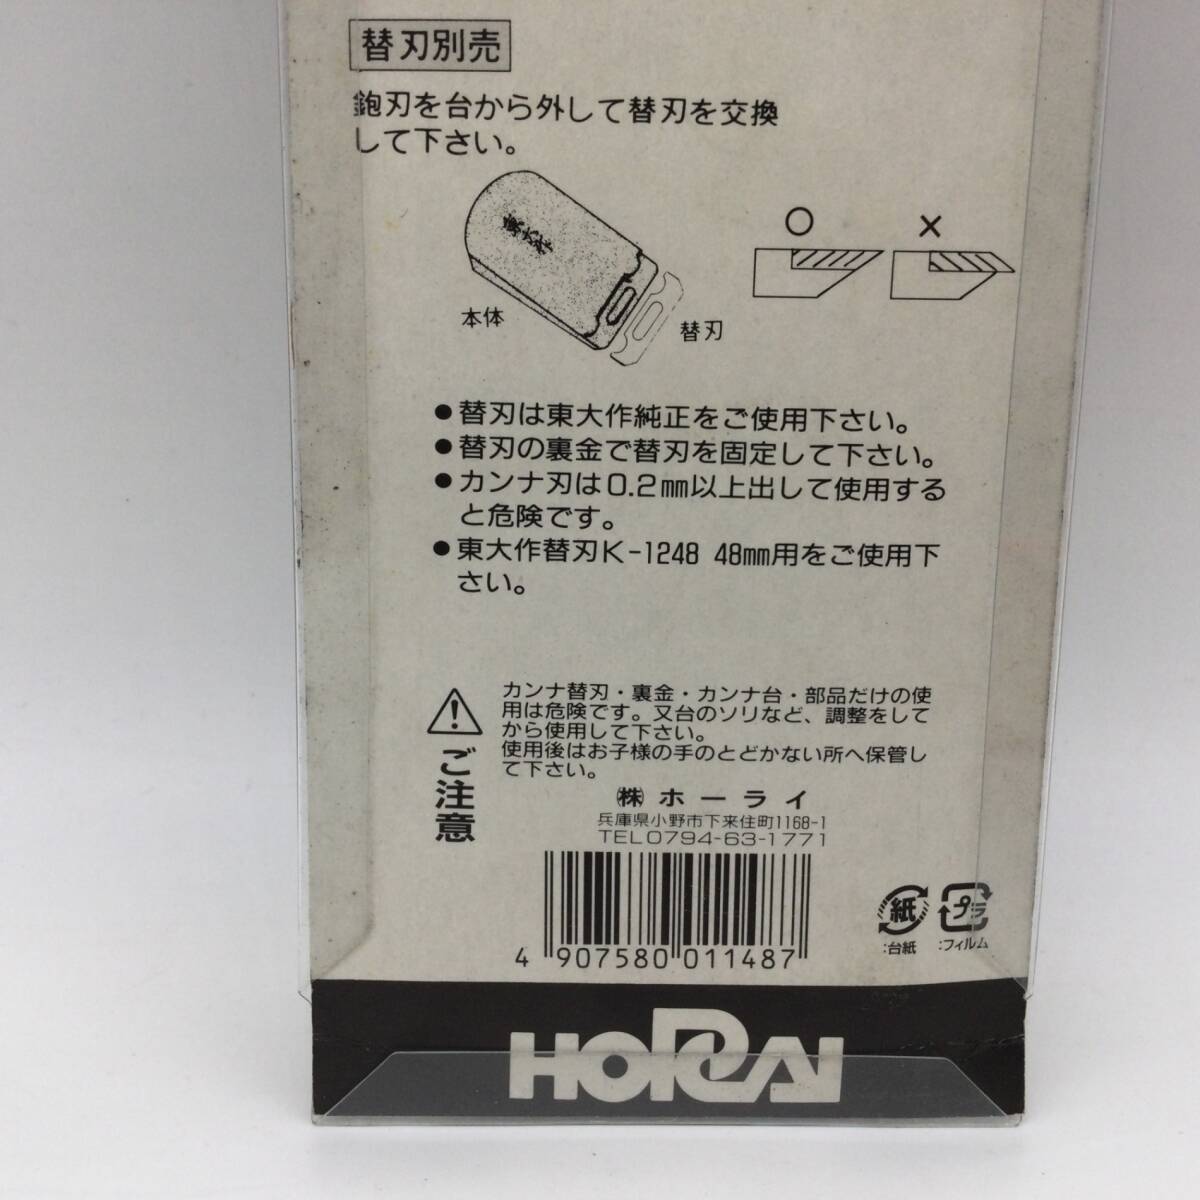 替刃別売
鉋刃を台から外して替刃を交換
して下さい。
東大作
本体
替刃
○ ×
●替刃は東大作純正をご使用下さい。
●替刃の裏金で替刃を固定して下さい。
●カンナ刃は0.2mm以上出して使用する
と危険です。
●東大作替刃K-1248 48mm用をご使用下
さい。
カンナ替刃・裏金・カンナ台・部品だけの使
用は危険です。又台のソリなど、調整をして
から使用して下さい。
使用後はお子様の手のとどかない所へ保管し
て下さい。
ご注意
㈱ホーライ
兵庫県小野市下来住町1168-1
TEL0794-63-1771
4 907580 011487
紙
:台紙
プラ
:フィルム
HORAI